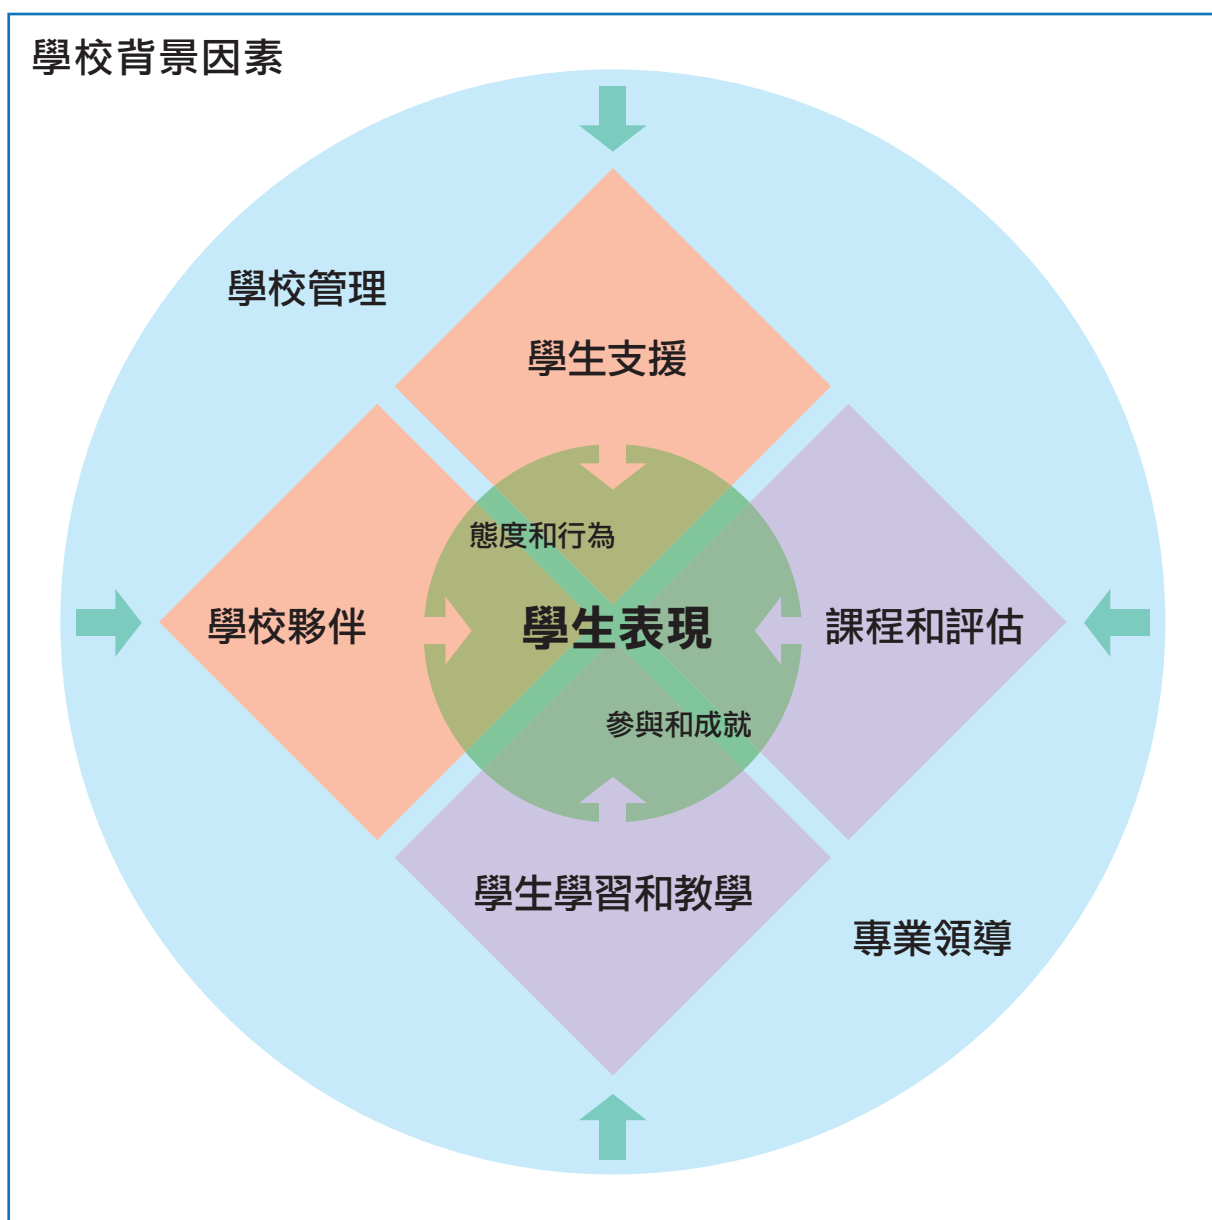 學校背景因素
學校管理
學生支援
態度和行為
學校夥伴
學生表現
課程和評估
參與和成就
學生學習和教學
專業領導